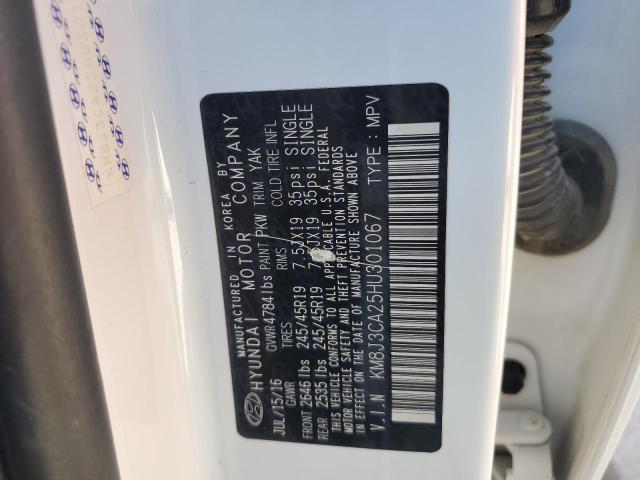 MANUFACTURED IN KOREA BY
HYUNDAI MOTOR COMPANY
JUL/15/16 GVWR 4784 lbs PAINT PKW TRIM YAK
GAWR TIRES RIMS COLD TIRE INFL
FRONT 2646 lbs 245/45R19 7.5JX19 35psi SINGLE
REAR 2535 lbs 245/45R19 35psi SINGLE
THIS VEHICLE CONFORMS TO ALL APPLICABLE U.S.A. FEDERAL
MOTOR VEHICLE SAFETY, BUMPER, AND THEFT PREVENTION STANDARDS
IN EFFECT ON THE DATE OF MANUFACTURE SHOWN ABOVE
V.I.N KM8J3CA25HU301067 TYPE : MPV